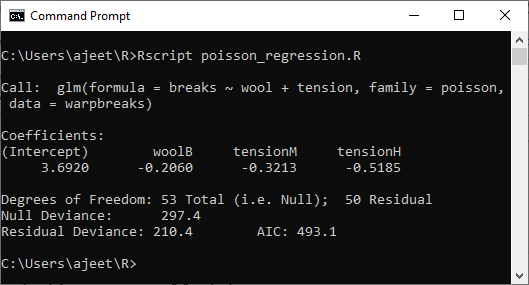 Command Prompt
C:\Users\ajeet\R>Rscript poisson_regression.R
Call:  glm(formula = breaks ~ wool + tension, family = poisson,
 data = warpbreaks)
Coefficients:
(Intercept)        woolB     tensionM     tensionH
     3.6920      -0.2060      -0.3213      -0.5185
Degrees of Freedom: 53 Total (i.e. Null);  50 Residual
Null Deviance:      297.4
Residual Deviance: 210.4       AIC: 493.1
C:\Users\ajeet\R>